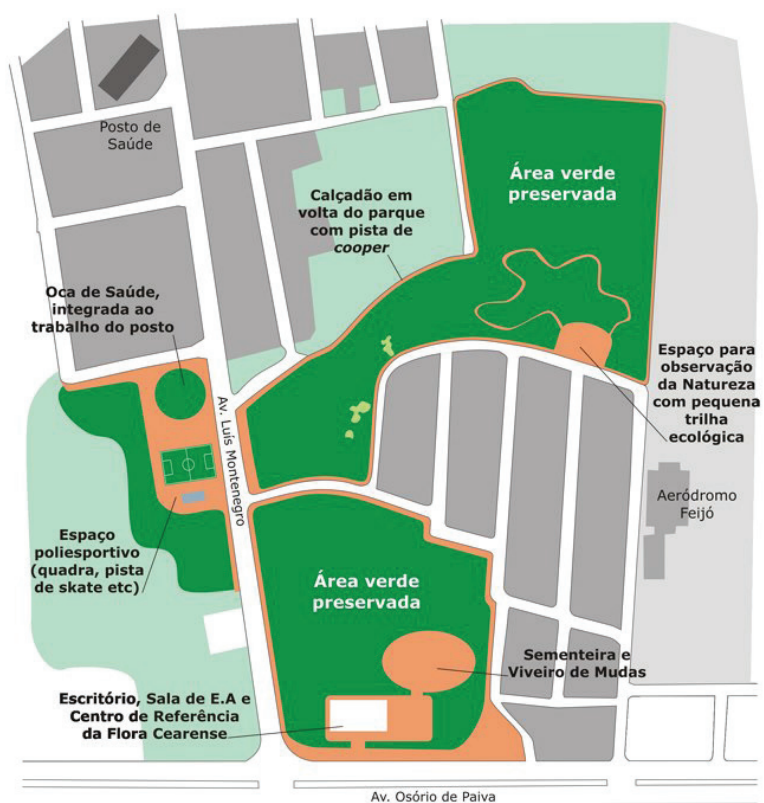 Posto de
Saúde
Área verde
preservada
Calçadão em
volta do parque
com pista de
cooper
Oca de Saúde,
integrada ao
trabalho do posto
Espaço para
observação
da Natureza
com pequena
trilha
ecológica
Av. Luís Montenegro
Aeródromo
Feijó
Espaço
poliesportivo
(quadra, pista
de skate etc)
Área verde
preservada
Sementeira e
Viveiro de Mudas
Escritório, Sala de E.A e
Centro de Referência
da Flora Cearense
Av. Osório de Paiva